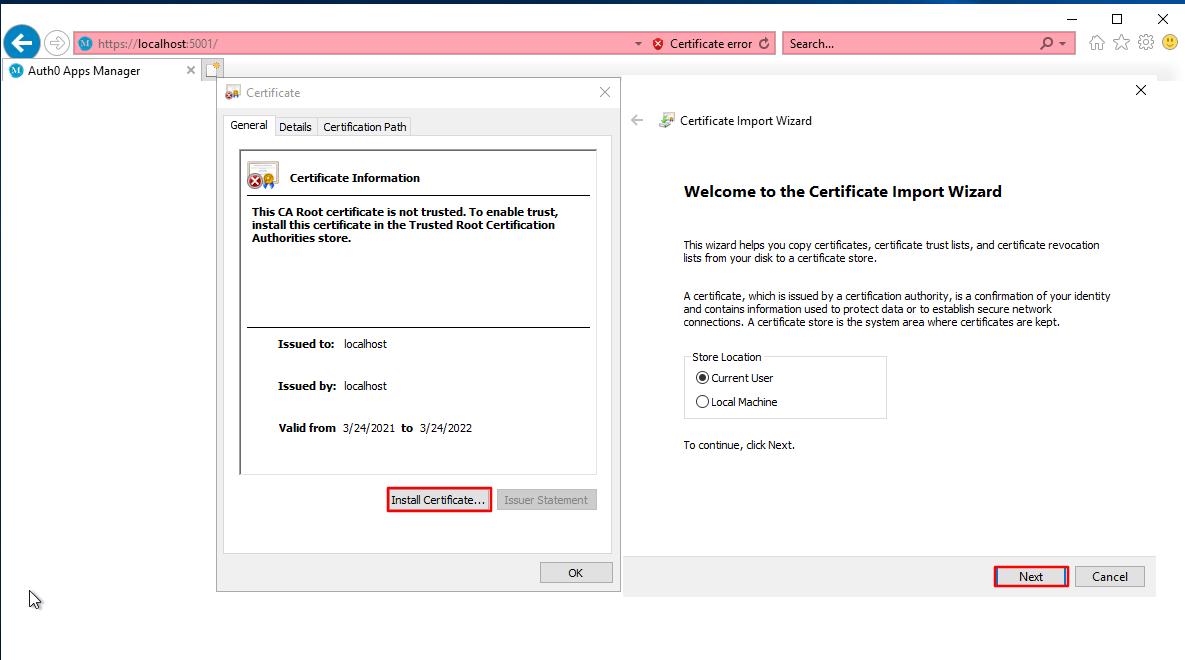 https://localhost:5001/
Certificate error
Search...
Auth0 Apps Manager
Certificate
General
Details
Certification Path
Certificate Information
This CA Root certificate is not trusted. To enable trust,
install this certificate in the Trusted Root Certification
Authorities store.
Issued to: localhost
Issued by: localhost
Valid from 3/24/2021 to 3/24/2022
Install Certificate...
Issuer Statement
OK
Certificate Import Wizard
Welcome to the Certificate Import Wizard
This wizard helps you copy certificates, certificate trust lists, and certificate revocation
lists from your disk to a certificate store.
A certificate, which is issued by a certification authority, is a confirmation of your identity
and contains information used to protect data or to establish secure network
connections. A certificate store is the system area where certificates are kept.
Store Location
Current User
Local Machine
To continue, click Next.
Next
Cancel